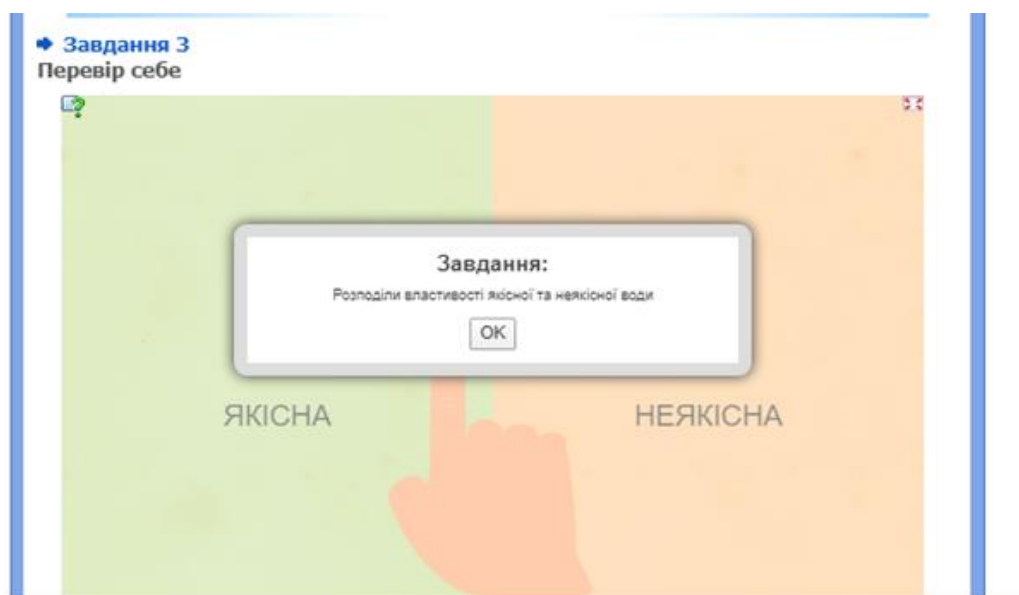 Завдання 3
Перевір себе
Завдання:
Розподіли властивості якісної та неякісної води
OK
ЯКІСНА
НЕЯКІСНА